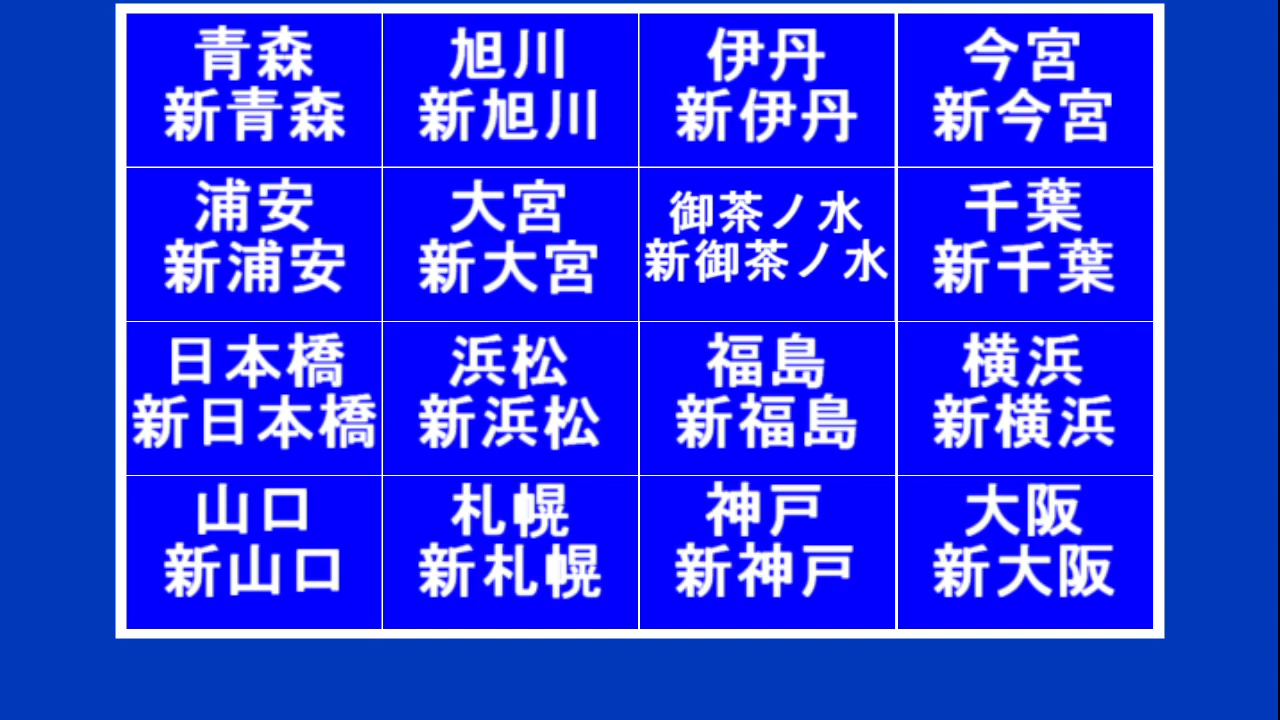 青森
新青森
旭川
新旭川
伊丹
新伊丹
今宮
新今宮
浦安
新浦安
大宮
新大宮
御茶ノ水
新御茶ノ水
千葉
新千葉
日本橋
新日本橋
浜松
新浜松
福島
新福島
横浜
新横浜
山口
新山口
札幌
新札幌
神戸
新神戸
大阪
新大阪